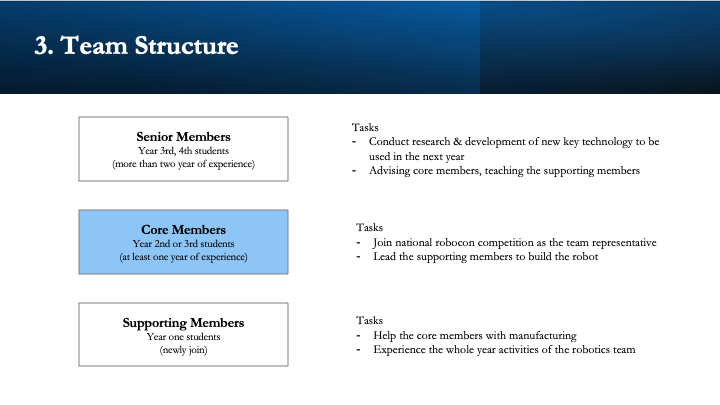 3. Team Structure
Senior Members
Year 3rd, 4th students
(more than two year of experience)
Tasks
- Conduct research & development of new key technology to be
used in the next year
- Advising core members, teaching the supporting members
Core Members
Year 2nd or 3rd students
(at least one year of experience)
Tasks
- Join national robocon competition as the team representative
- Lead the supporting members to build the robot
Supporting Members
Year one students
(newly join)
Tasks
- Help the core members with manufacturing
- Experience the whole year activities of the robotics team